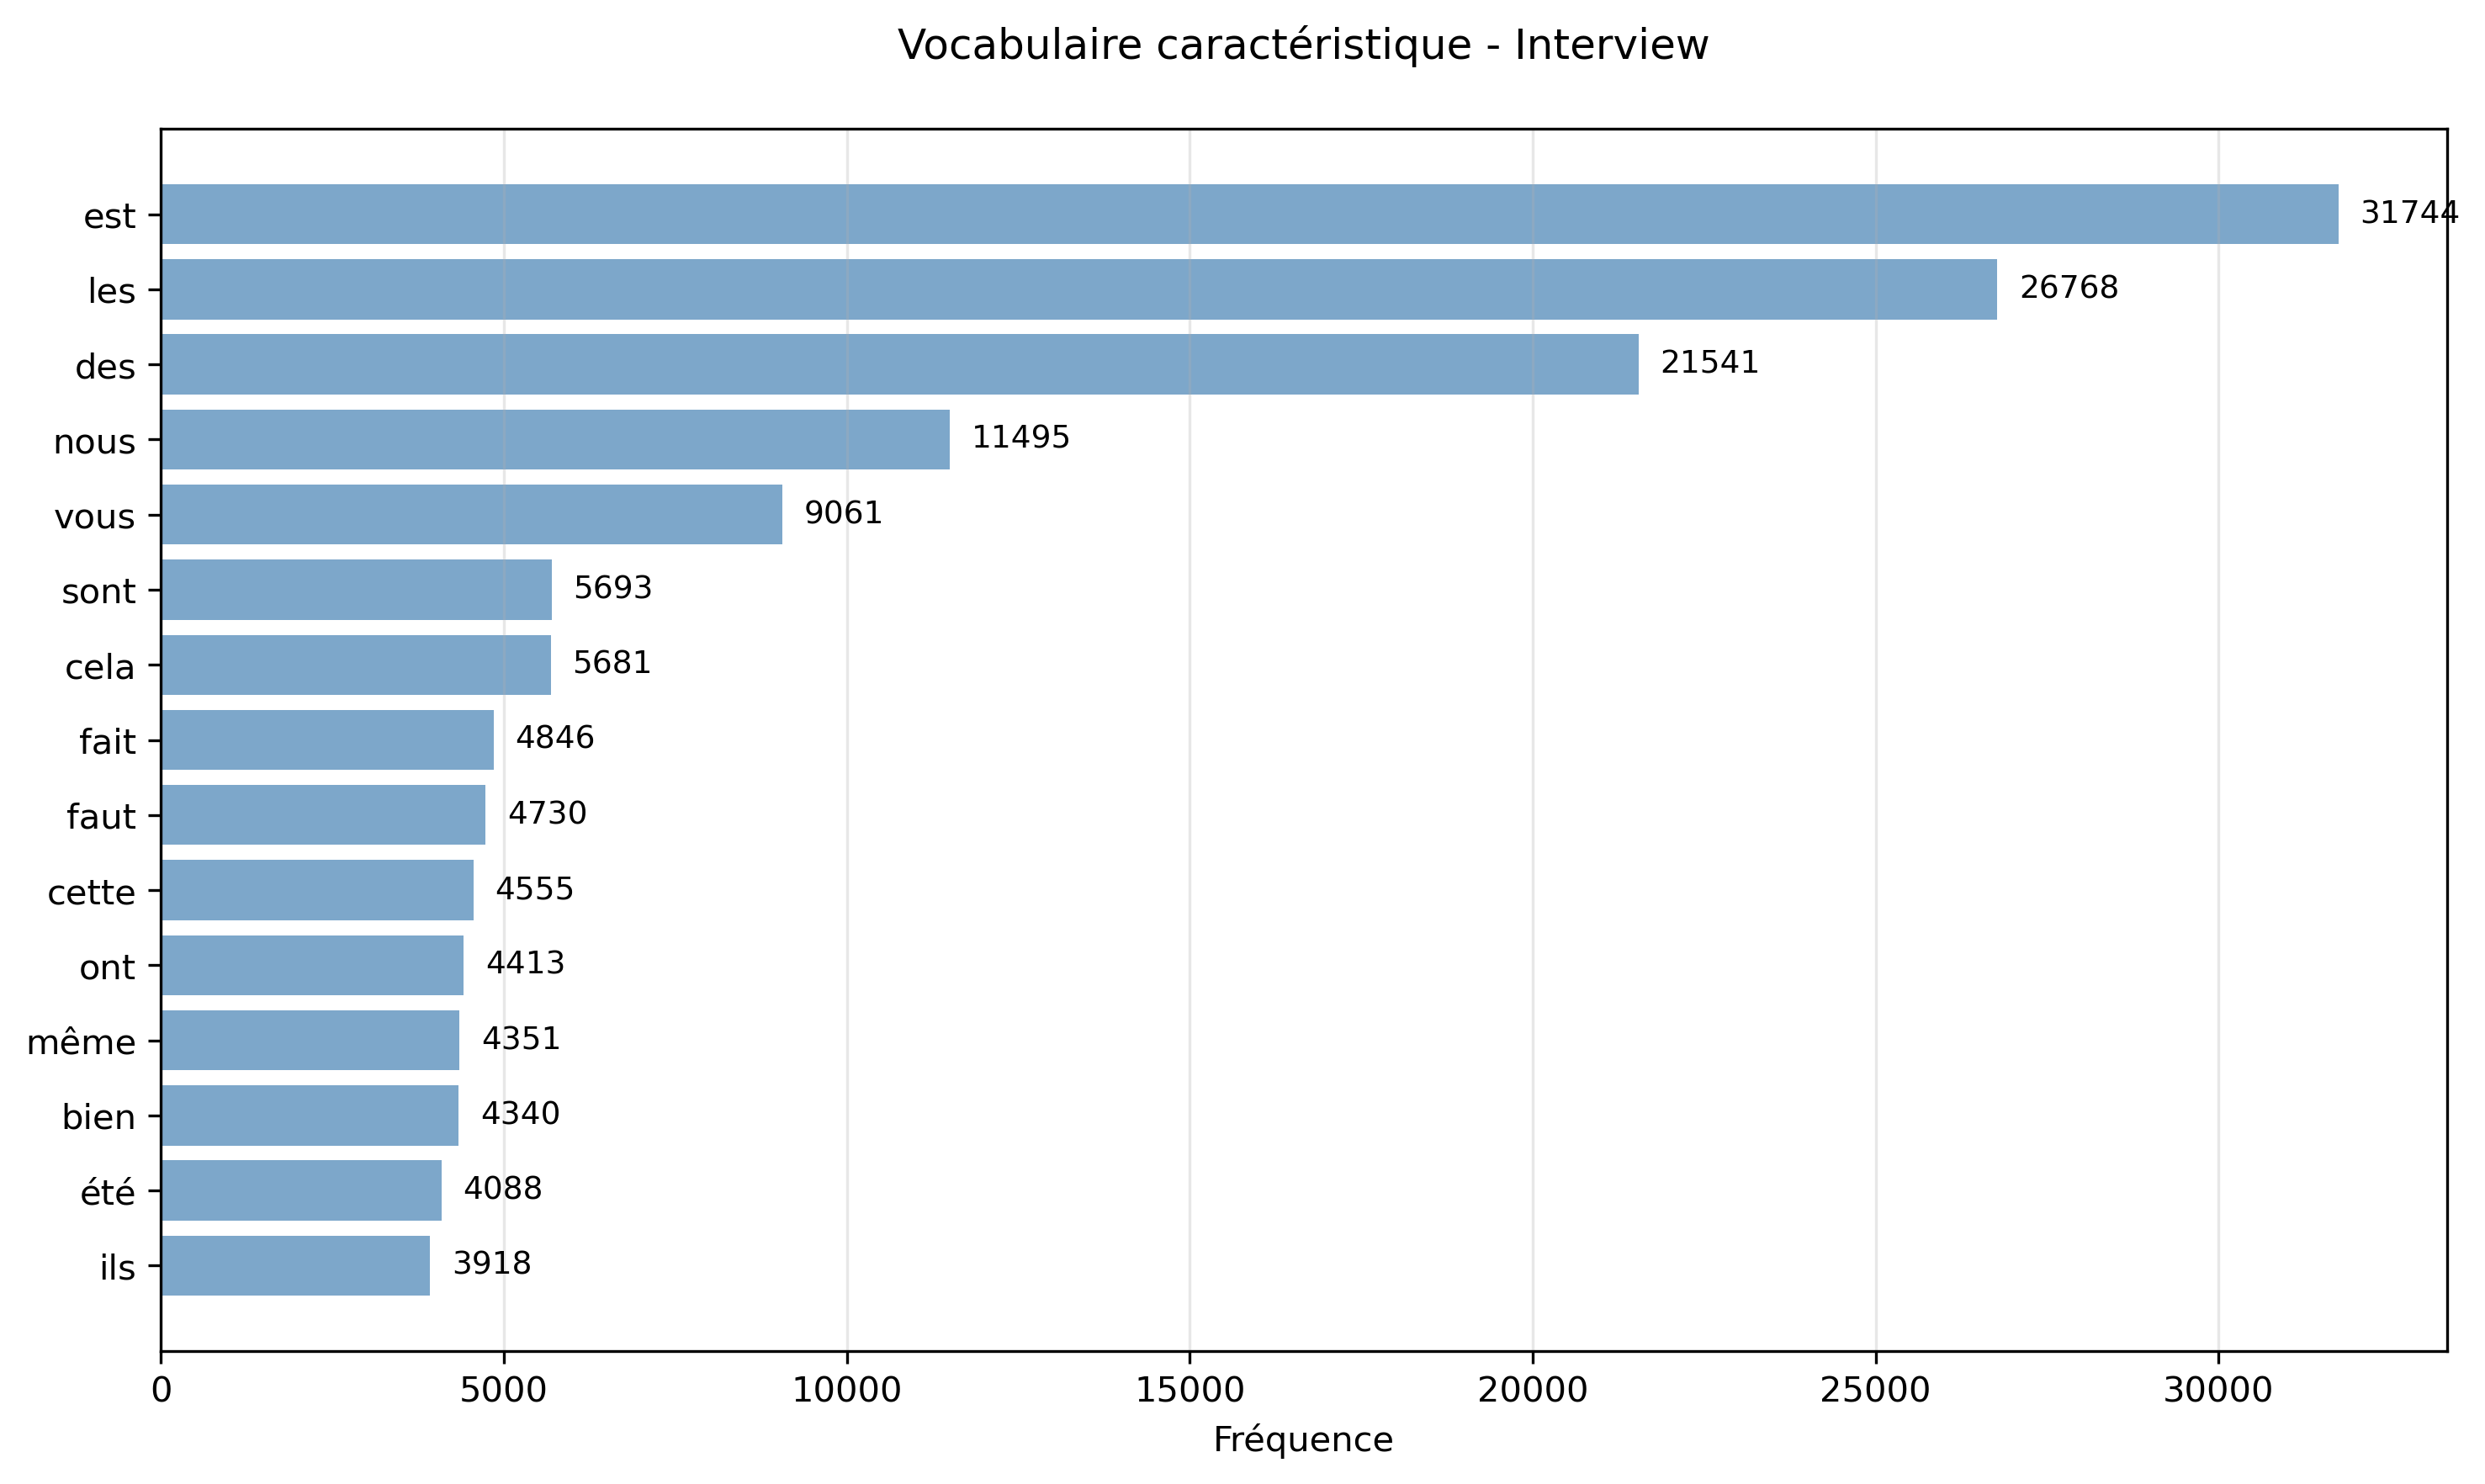 Vocabulaire caractéristique - Interview
est 31744
les 26768
des 21541
nous 11495
vous 9061
sont 5693
cela 5681
fait 4846
faut 4730
cette 4555
ont 4413
même 4351
bien 4340
été 4088
ils 3918
0 5000 10000 15000 20000 25000 30000
Fréquence